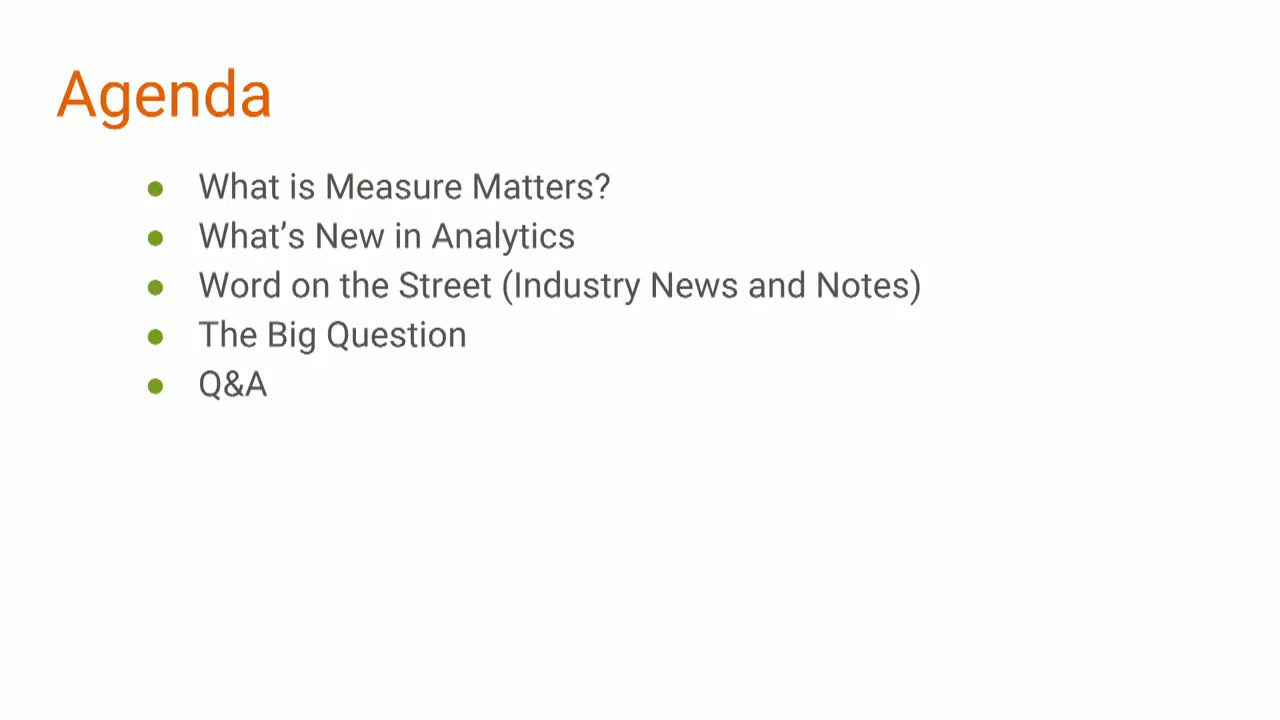 Agenda
● What is Measure Matters?
● What’s New in Analytics
● Word on the Street (Industry News and Notes)
● The Big Question
● Q&A